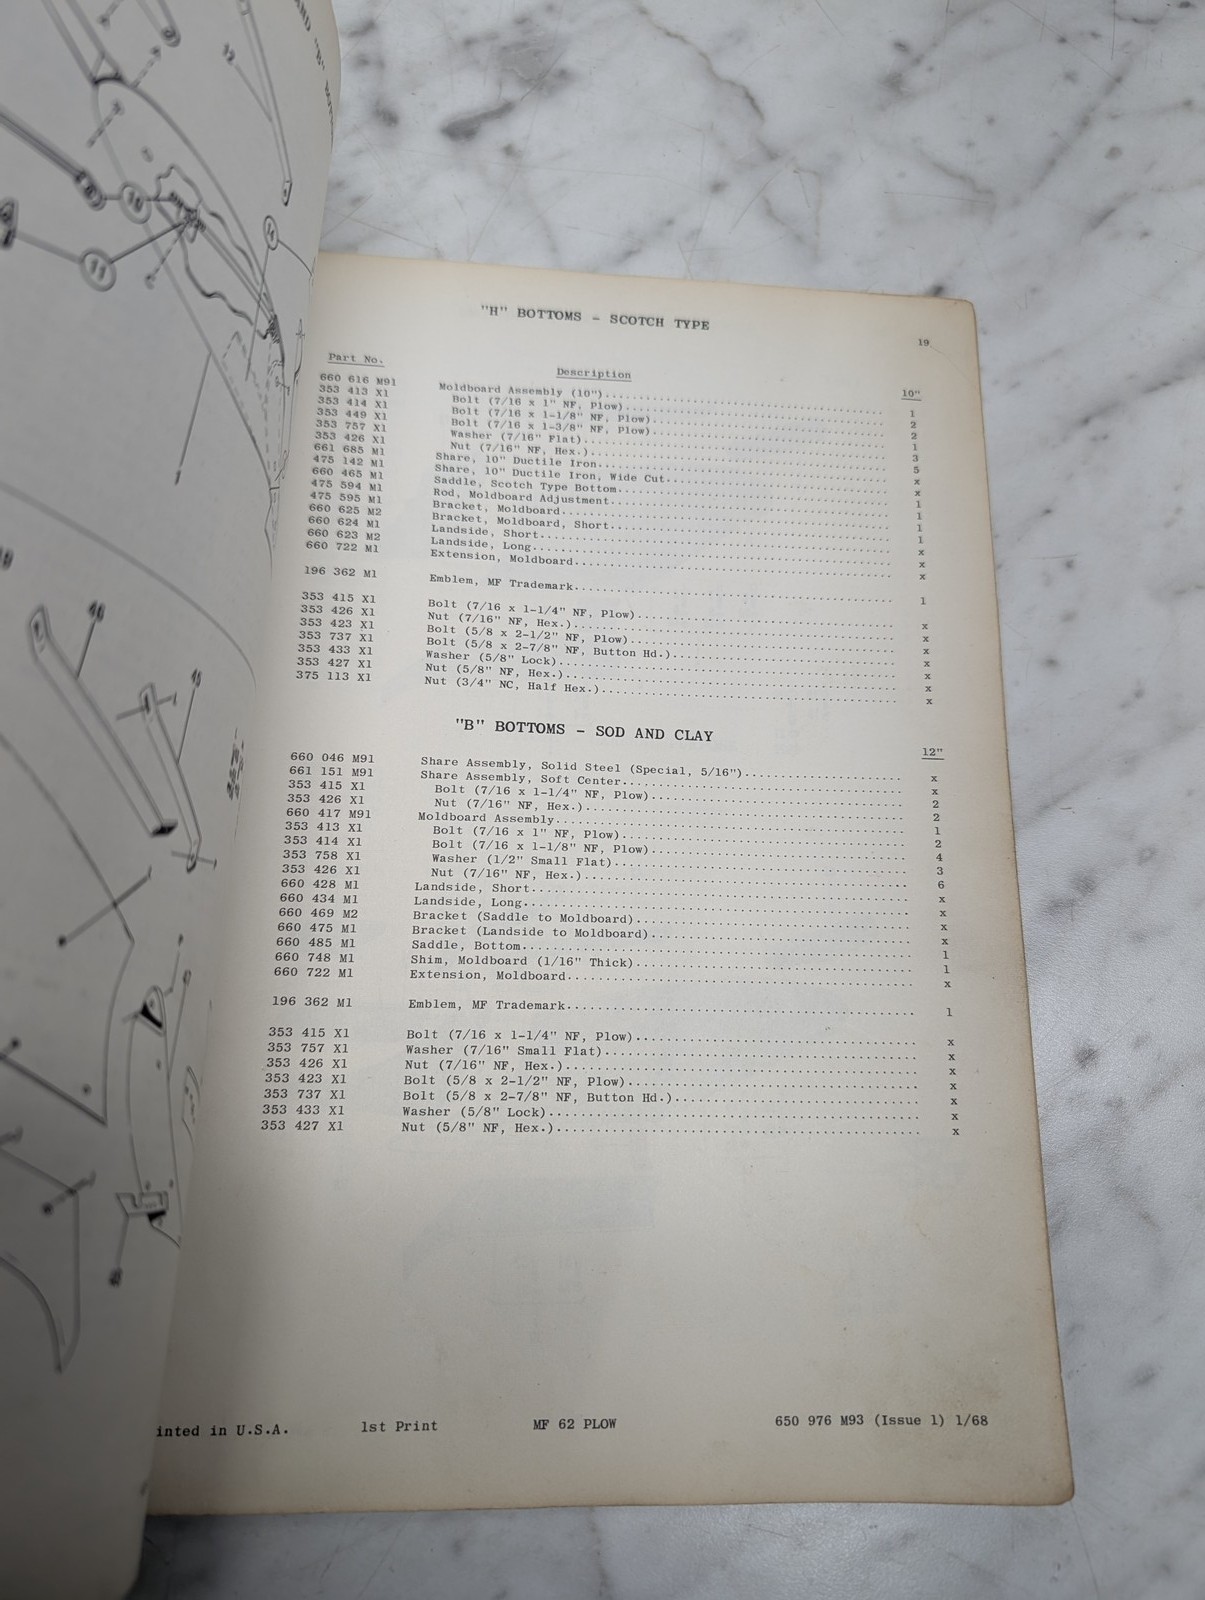 "H" BOTTOMS - SCOTCH TYPE
19
Part No. Description 10"
660 616 M91 Moldboard Assembly (10") 1
353 413 X1 Bolt (7/16 x 1" NF, Plow) 2
353 414 X1 Bolt (7/16 x 1-1/8" NF, Plow) 2
353 449 X1 Bolt (7/16 x 1-3/8" NF, Plow) 1
353 757 X1 Washer (7/16" Flat) 3
353 426 X1 Nut (7/16" NF, Hex.) 5
661 685 M1 Share, 10" Ductile Iron x
475 142 M1 Share, 10" Ductile Iron, Wide Cut x
660 465 M1 Saddle, Scotch Type Bottom 1
475 594 M1 Rod, Moldboard Adjustment 1
475 595 M1 Bracket, Moldboard 1
660 625 M2 Bracket, Moldboard, Short 1
660 624 M1 Landside, Short x
660 623 M2 Landside, Long x
660 722 M1 Extension, Moldboard x
196 362 M1 Emblem, MF Trademark 1
353 415 X1 Bolt (7/16 x 1-1/4" NF, Plow) x
353 426 X1 Nut (7/16" NF, Hex.) x
353 423 X1 Bolt (5/8 x 2-1/2" NF, Plow) x
353 737 X1 Bolt (5/8 x 2-7/8" NF, Button Hd.) x
353 433 X1 Washer (5/8" Lock) x
353 427 X1 Nut (5/8" NF, Hex.) x
375 113 X1 Nut (3/4" NC, Half Hex.) x
"B" BOTTOMS - SOD AND CLAY
12"
660 046 M91 Share Assembly, Solid Steel (Special, 5/16") x
661 151 M91 Share Assembly, Soft Center x
353 415 X1 Bolt (7/16 x 1-1/4" NF, Plow) 2
353 426 X1 Nut (7/16" NF, Hex.) 2
660 417 M91 Moldboard Assembly 1
353 413 X1 Bolt (7/16 x 1" NF, Plow) 2
353 414 X1 Bolt (7/16 x 1-1/8" NF, Plow) 4
353 758 X1 Washer (1/2" Small Flat) 3
353 426 X1 Nut (7/16" NF, Hex.) 6
660 428 M1 Landside, Short x
660 434 M1 Landside, Long x
660 469 M2 Bracket (Saddle to Moldboard) x
660 475 M1 Bracket (Landside to Moldboard) x
660 485 M1 Saddle, Bottom 1
660 748 M1 Shim, Moldboard (1/16" Thick) 1
660 722 M1 Extension, Moldboard x
196 362 M1 Emblem, MF Trademark 1
353 415 X1 Bolt (7/16 x 1-1/4" NF, Plow) x
353 757 X1 Washer (7/16" Small Flat) x
353 426 X1 Nut (7/16" NF, Hex.) x
353 423 X1 Bolt (5/8 x 2-1/2" NF, Plow) x
353 737 X1 Bolt (5/8 x 2-7/8" NF, Button Hd.) x
353 433 X1 Washer (5/8" Lock) x
353 427 X1 Nut (5/8" NF, Hex.) x
inted in U.S.A. 1st Print MF 62 PLOW 650 976 M93 (Issue 1) 1/68